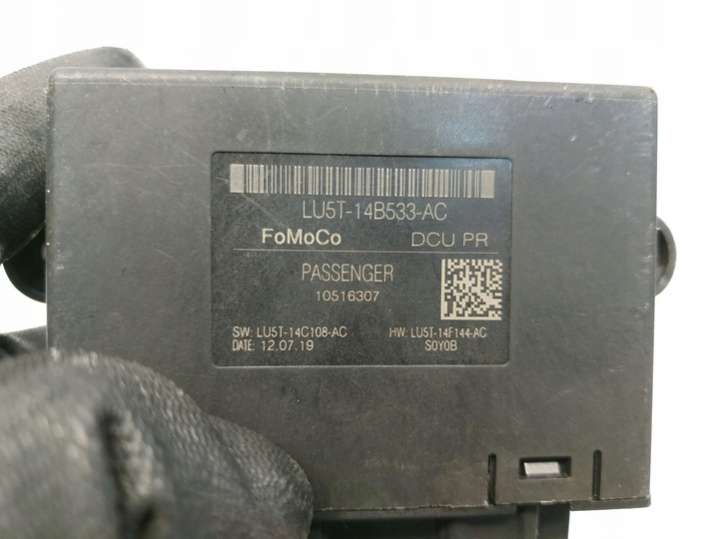 LU5T-14B533-AC
FoMoCo DCU PR
PASSENGER
10516307
SW: LU5T-14C108-AC HW: LU5T-14F144-AC
DATE: 12.07.19 S0Y0B